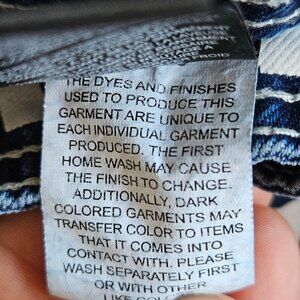 FROID
THE DYES AND FINISHES
USED TO PRODUCE THIS
GARMENT ARE UNIQUE TO
EACH INDIVIDUAL GARMENT
PRODUCED. THE FIRST
HOME WASH MAY CAUSE
THE FINISH TO CHANGE.
ADDITIONALLY, DARK
COLORED GARMENTS MAY
TRANSFER COLOR TO ITEMS
THAT IT COMES INTO
CONTACT WITH. PLEASE
WASH SEPARATELY FIRST
OR WITH OTHER
LIKE